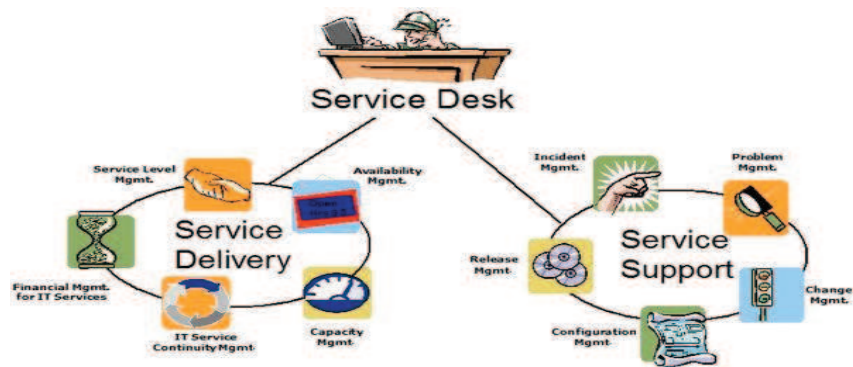 Service Desk
Service Level
Mgmt.
Availability
Mgmt.
Service
Delivery
Financial Mgmt.
for IT Services
IT Service
Continuity Mgmt
Capacity
Mgmt
Incident
Mgmt.
Problem
Mgmt.
Release
Mgmt
Service
Support
Change
Mgmt.
Configuration
Mgmt